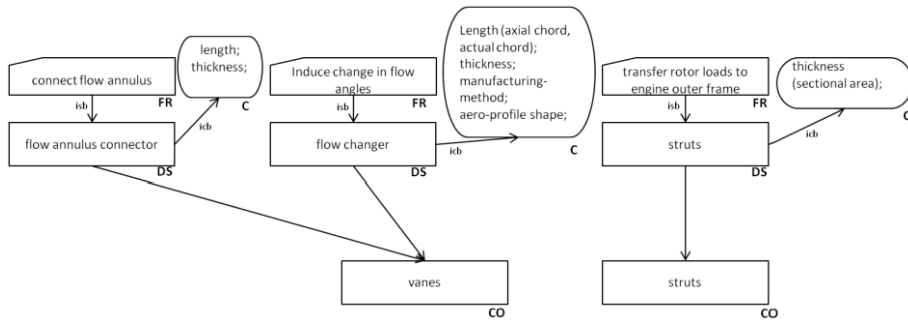 length;
thickness;
connect flow annulus
FR
C
isb
icb
flow annulus connector
DS
Length (axial chord,
actual chord);
thickness;
manufacturing-
method;
aero-profile shape;
Induce change in flow
angles
FR
isb
icb
C
flow changer
DS
thickness
(sectional area);
transfer rotor loads to
engine outer frame
FR
C
isb
icb
struts
DS
vanes
CO
struts
CO